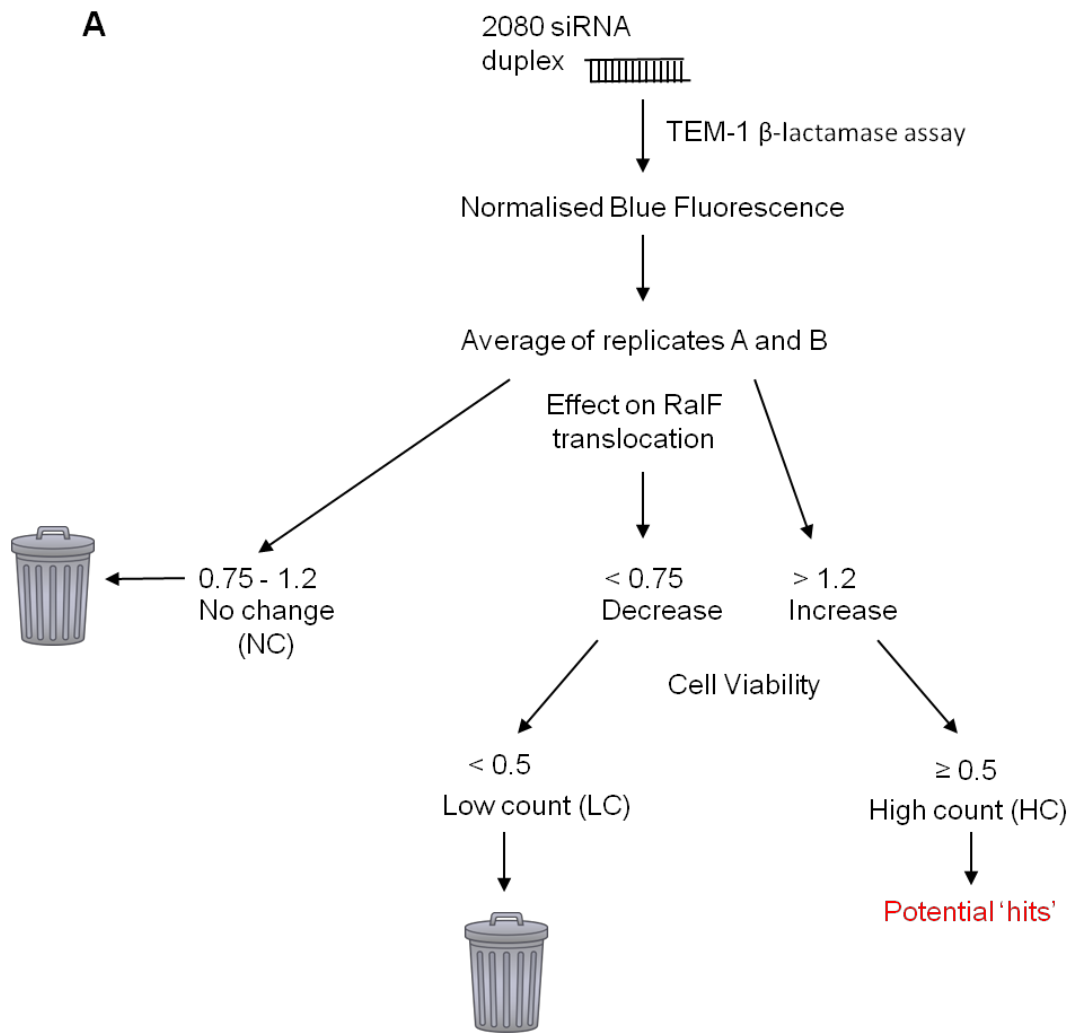 A
2080 siRNA
duplex
TEM-1 β-lactamase assay
Normalised Blue Fluorescence
Average of replicates A and B
Effect on RalF
translocation
0.75 - 1.2
No change
(NC)
< 0.75
Decrease
> 1.2
Increase
Cell Viability
< 0.5
Low count (LC)
≥ 0.5
High count (HC)
Potential ‘hits’